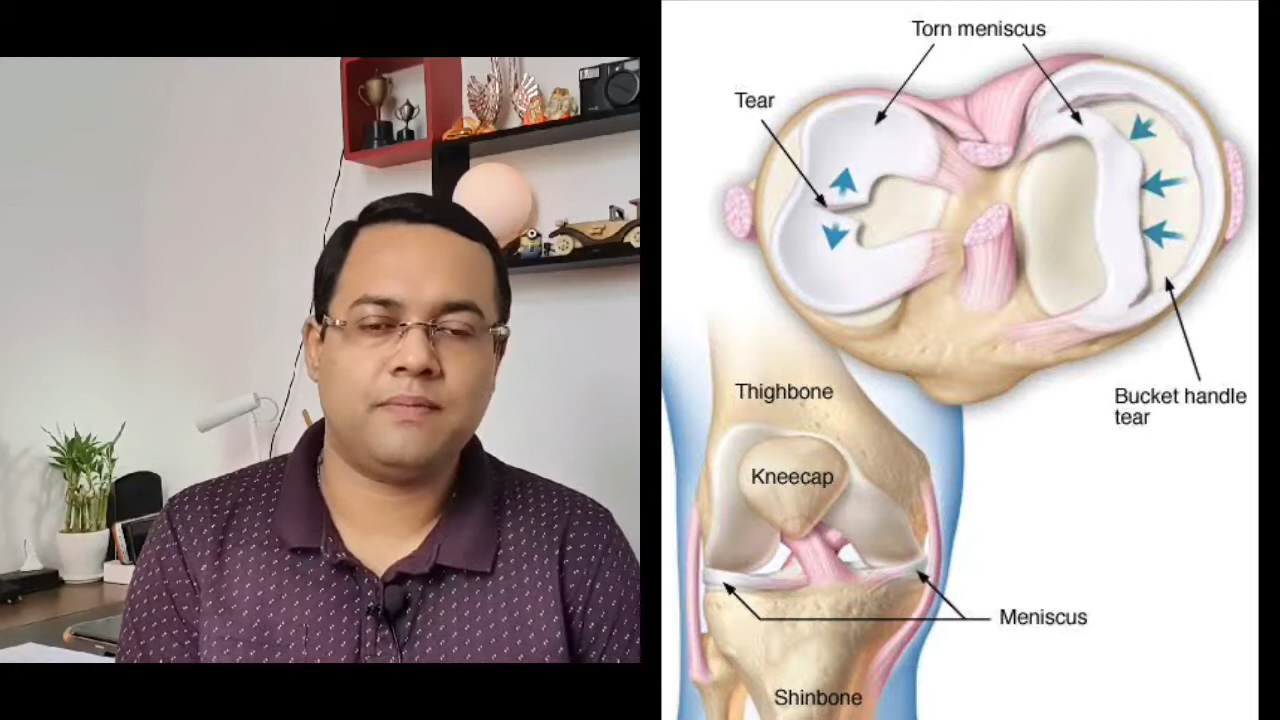 Torn meniscus
Tear
Bucket handle
tear
Thighbone
Kneecap
Meniscus
Shinbone